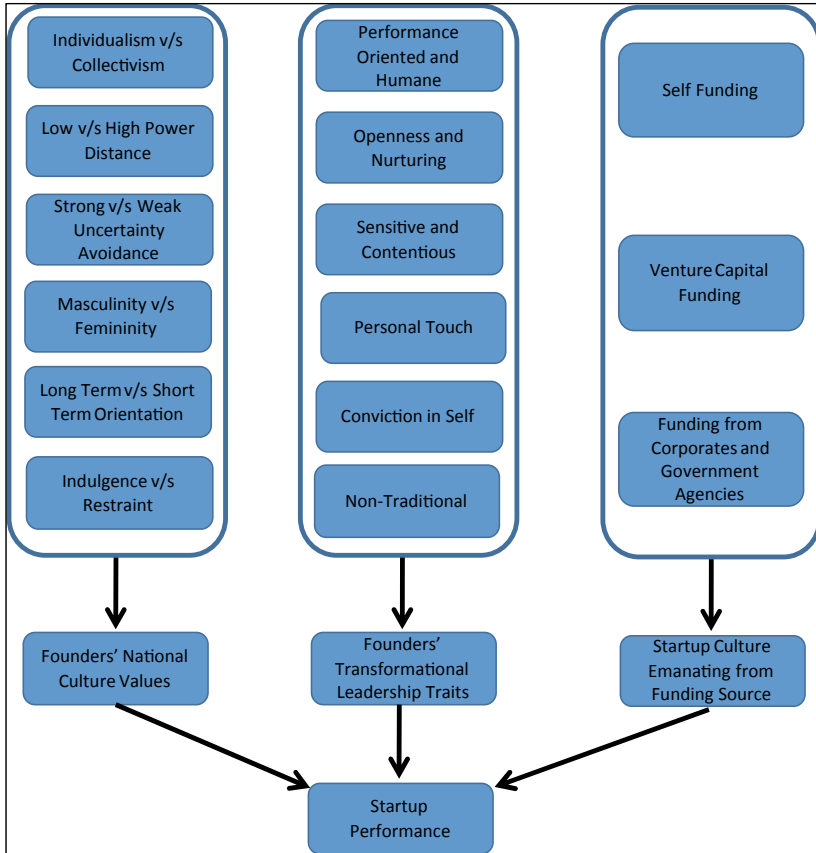 Individualism v/s
Collectivism
Low v/s High Power
Distance
Strong v/s Weak
Uncertainty
Avoidance
Masculinity v/s
Femininity
Long Term v/s Short
Term Orientation
Indulgence v/s
Restraint
Performance
Oriented and
Humane
Openness and
Nurturing
Sensitive and
Contentious
Personal Touch
Conviction in Self
Non-Traditional
Self Funding
Venture Capital
Funding
Funding from
Corporates and
Government
Agencies
Founders' National
Culture Values
Founders'
Transformational
Leadership Traits
Startup Culture
Emanating from
Funding Source
Startup
Performance